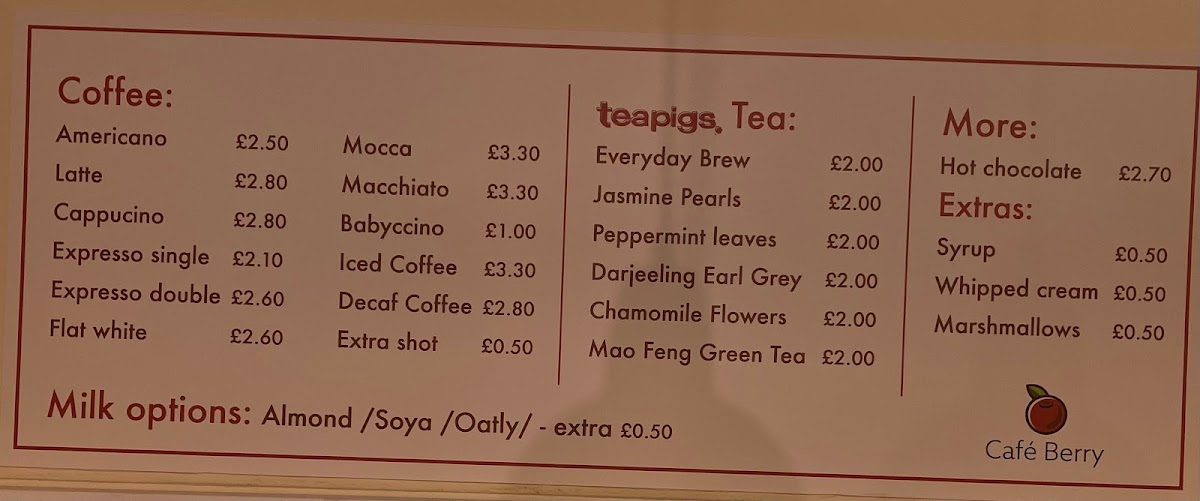 Coffee:
Americano £2.50
Latte £2.80
Cappucino £2.80
Expresso single £2.10
Expresso double £2.60
Flat white £2.60
Mocca £3.30
Macchiato £3.30
Babyccino £1.00
Iced Coffee £3.30
Decaf Coffee £2.80
Extra shot £0.50
teapigs. Tea:
Everyday Brew £2.00
Jasmine Pearls £2.00
Peppermint leaves £2.00
Darjeeling Earl Grey £2.00
Chamomile Flowers £2.00
Mao Feng Green Tea £2.00
More:
Hot chocolate £2.70
Extras:
Syrup £0.50
Whipped cream £0.50
Marshmallows £0.50
Milk options: Almond /Soya /Oatly/ - extra £0.50
Café Berry